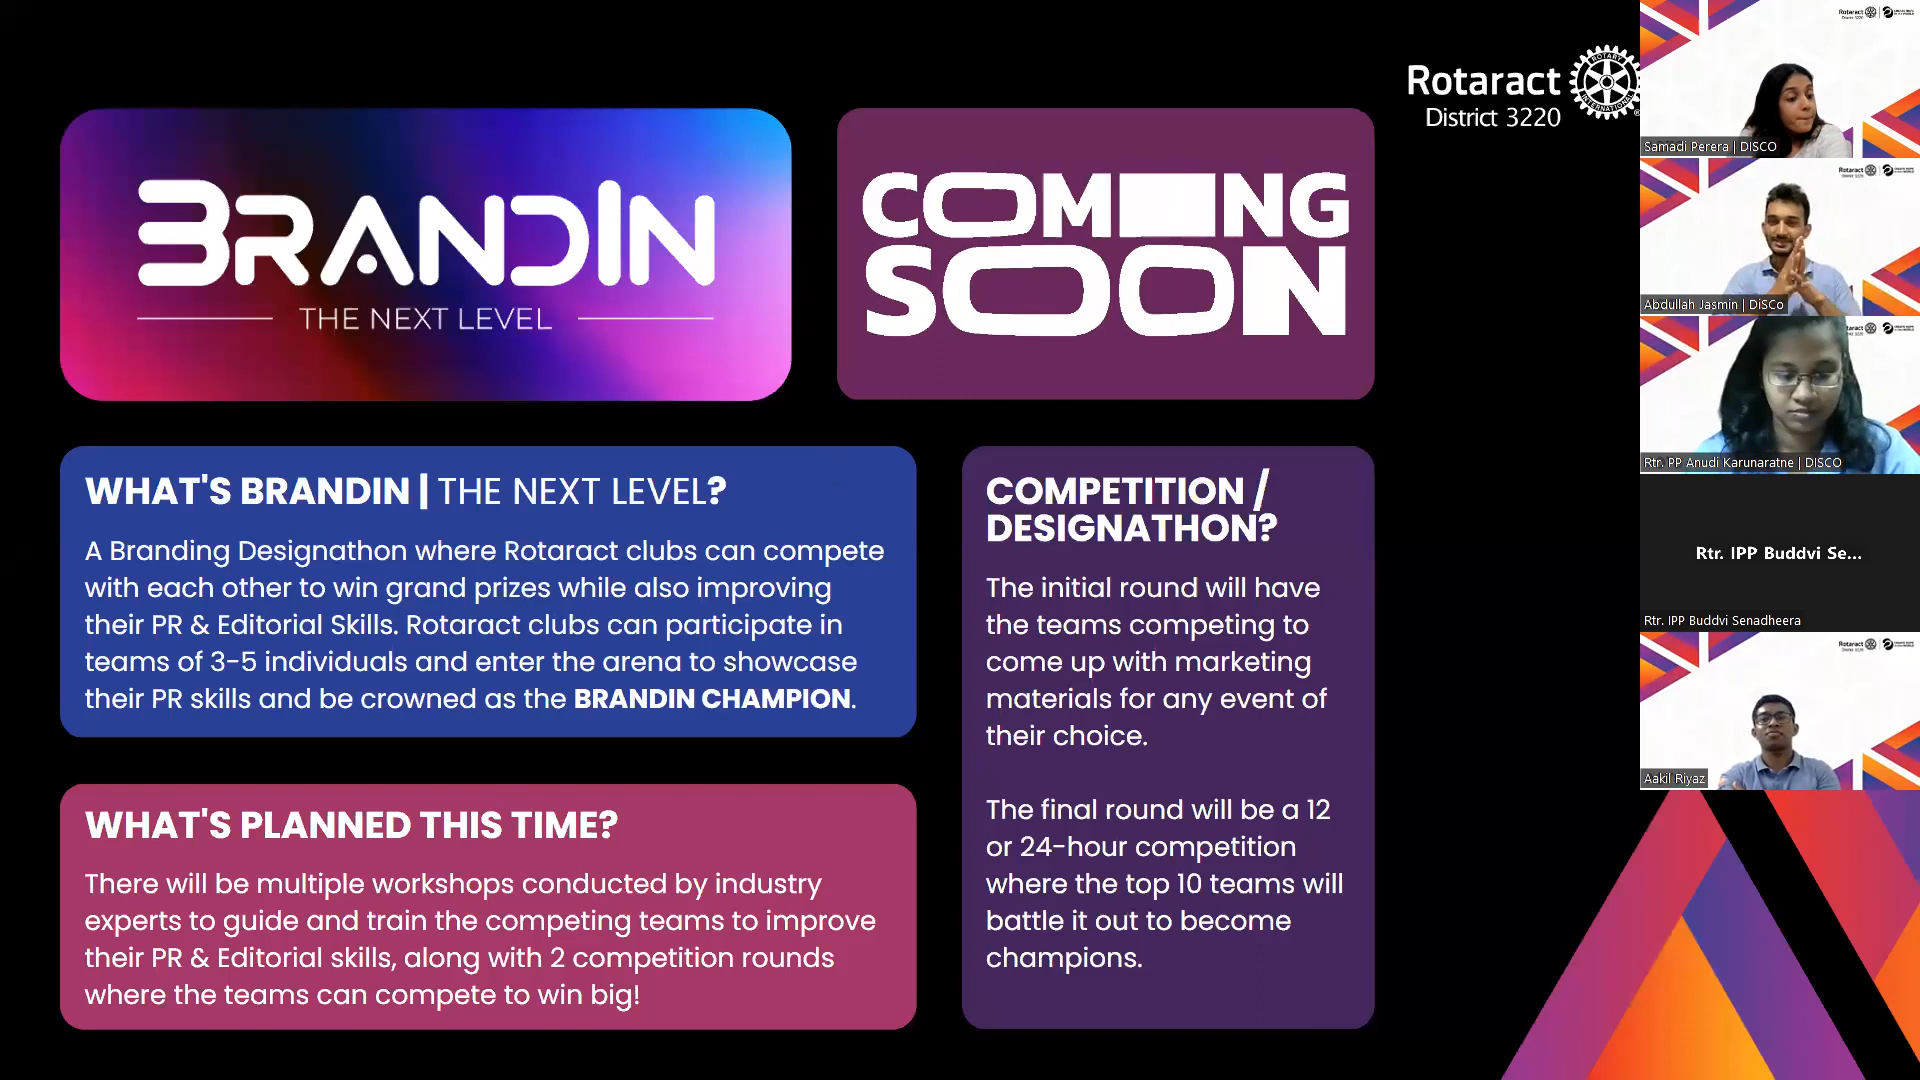 Rotaract
District 3220
ROTARY
INTERNATIONAL
BRANDIN
THE NEXT LEVEL
COMING
SOON
WHAT'S BRANDIN | THE NEXT LEVEL?
A Branding Designathon where Rotaract clubs can compete
with each other to win grand prizes while also improving
their PR & Editorial Skills. Rotaract clubs can participate in
teams of 3-5 individuals and enter the arena to showcase
their PR skills and be crowned as the BRANDIN CHAMPION.
WHAT'S PLANNED THIS TIME?
There will be multiple workshops conducted by industry
experts to guide and train the competing teams to improve
their PR & Editorial skills, along with 2 competition rounds
where the teams can compete to win big!
COMPETITION /
DESIGNATHON?
The initial round will have
the teams competing to
come up with marketing
materials for any event of
their choice.
The final round will be a 12
or 24-hour competition
where the top 10 teams will
battle it out to become
champions.
Rotaract
Samadi Perera | DISCO
Rotaract
Abdullah Jasmin | DiSCo
Rtr. PP Anudi Karunaratne | DISCO
Rtr. IPP Buddvi Se...
Rtr. IPP Buddvi Senadheera
Rotaract
Aakil Riyaz